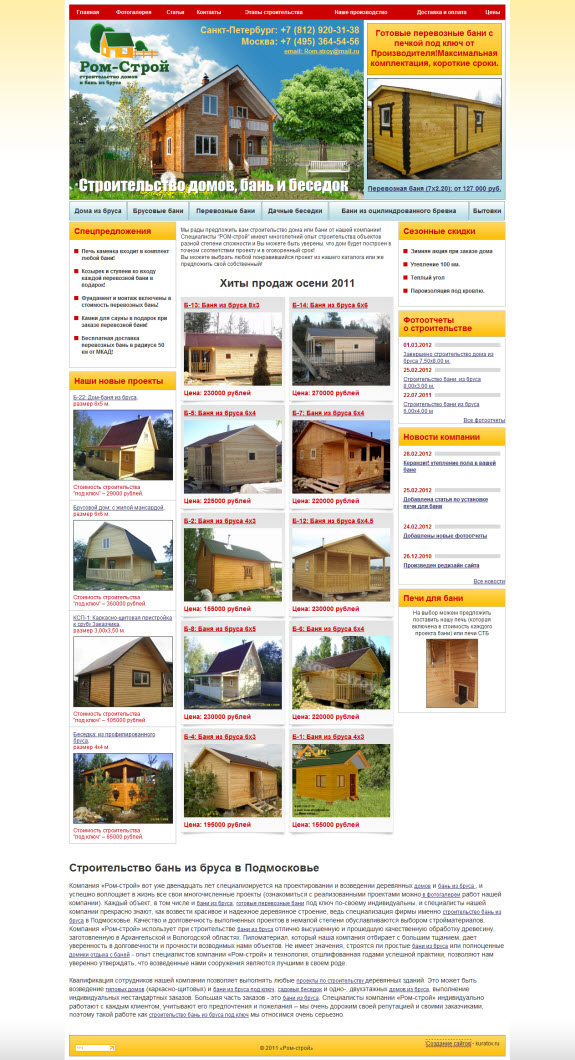 Главная Фотогалерея Статьи Контакты Этапы строительства Наше производство Доставка и оплата Цены
Ром-Строй
строительство домов
и бань из бруса
Санкт-Петербург: +7 (812) 920-31-38
Москва: +7 (495) 364-54-56
email: Rom.stroy@mail.ru
Строительство домов, бань и беседок
Готовые перевозные бани с
печкой под ключ от
Производителя!Максимальная
комплектация, короткие сроки.
Перевозная баня (7х2.20): от 127 000 руб.
Дома из бруса Брусовые бани Перевозные бани Дачные беседки Бани из оцилиндрованого бревна Бытовки
Спецпредложения
Печь каменка входит в комплект
любой бани!
Козырек и ступени ко входу
каждой перевозной бани в
подарок!
Фундамент и монтаж включены в
стоимость перевозных бань!
Камни для сауны в подарок при
заказе перевозной бани!
Бесплатная доставка
перевозных бань в радиусе 50
км от МКАД!
Наши новые проекты
Б-22: Дом-баня из бруса,
размер 6х5 м.
Стоимость строительства
"под ключ" – 29000 рублей.
Брусовой дом: с жилой мансардой,
размер 6х6 м.
Стоимость строительства
"под ключ" – 360000 рублей.
КСП-1: Каркасно-щитовая пристройка
к срубу Заказчика,
размер 3,00х3,50 м.
Стоимость строительства
"под ключ" – 105000 рублей.
Беседка: из профилированного
бруса,
размер 4х4 м.
Стоимость строительства
"под ключ" – 65000 рублей.
Мы рады предложить вам строительство дома или бани от нашей компании!
Специалисты "РОМ-строй" имеют многолетний опыт строительства объектов
разной степени сложности и Вы можете быть уверены, что дом будет построен в
точном соответствии проекту и в оговоренный срок!
Вы можете выбрать любой понравившийся проект из нашего каталога или же
предложить свой собственный!
Хиты продаж осени 2011
Б-13: Баня из бруса 6х3
Цена: 230000 рублей
Б-14: Баня из бруса 6х6
Цена: 270000 рублей
Б-5: Баня из бруса 6х4
Цена: 225000 рублей
Б-7: Баня из бруса 6х4
Цена: 220000 рублей
Б-2: Баня из бруса 4х3
Цена: 155000 рублей
Б-12: Баня из бруса 6х4.5
Цена: 230000 рублей
Б-8: Баня из бруса 6х5
Цена: 230000 рублей
Б-6: Баня из бруса 6х4
Цена: 220000 рублей
Б-4: Баня из бруса 6х3
Цена: 195000 рублей
Б-1: Баня из бруса 4х3
Цена: 155000 рублей
Сезонные скидки
Зимняя акция при заказе дома
Утепление 100 мм.
Теплый угол
Пароизоляция под кровлю.
Фотоотчеты
о строительстве
01.03.2012
Завершено строительство дома из
бруса 7.50х8.00 м.
25.02.2012
Строительство бани из бруса
8.00х3.00 м.
22.07.2011
Строительство бани из бруса
6.00х4.00 м
Все фотоотчеты
Новости компании
28.02.2012
Керамзит утепление пола в вашей
бане
25.02.2012
Добавлена статья по установке
печи для бани
24.02.2012
Добавлены новые фотоотчеты
26.12.2010
Произведен редизайн сайта
Все новости
Печи для бани
На выбор можем предложить
поставить нашу печь (которая
включена в стоимость каждого
проекта бани) или печи СТБ
Строительство бань из бруса в Подмосковье
Компания «Ром-строй» вот уже двенадцать лет специализируется на проектировании и возведении деревянных домов и бань из бруса , и
успешно воплощает в жизнь все свои многочисленные проекты (ознакомиться с реализованными проектами можно в фотогалереи работ нашей
компании). Каждый объект, в том числе и бани из бруса, готовые перевозные бани под ключ по-своему индивидуальны, и специалисты нашей
компании прекрасно знают, как возвести красивое и надежное деревянное строение, ведь специализация фирмы именно строительство бань из
бруса в Подмосковье. Качество и долговечность выполненных проектов в немалой степени обуславливаются выбором стройматериалов.
Компания «Ром-строй» использует при строительстве бани из бруса отлично высушенную и прошедшую качественную обработку древесину,
заготовленную в Архангельской и Вологодской областях. Пиломатериал, который наша компания отбирает с большим тщанием, дает
уверенность в долговечности и прочности возводимых нами объектов. Не имеет значения, строятся ли простые бани из бруса или полноценные
домики отдыха с баней - опыт специалистов компании «Ром-строй» и технология, отшлифованная годами успешной практики, позволяют нам
уверенно утверждать, что возведенные нами сооружения являются лучшими в своем роде.
Квалификация сотрудников нашей компании позволяет выполнять любые проекты по строительству деревянных зданий. Это может быть
возведение типовых домов (каркасно-щитовых) и бани из бруса под ключ, садовых беседок и одно-, двухэтажных домов из бруса, выполнение
индивидуальных нестандартных заказов. Большая часть заказов - это бани из бруса. Специалисты компании «Ром-строй» индивидуально
работают с каждым клиентом, учитывают его предпочтения и пожелания – мы очень дорожим своей репутацией и своими заказчиками,
поэтому такой работе как строительство бань из бруса под ключ мы относимся очень серьезно.
© 2011 «Ром-строй»
Создание сайтов - kuratov.ru